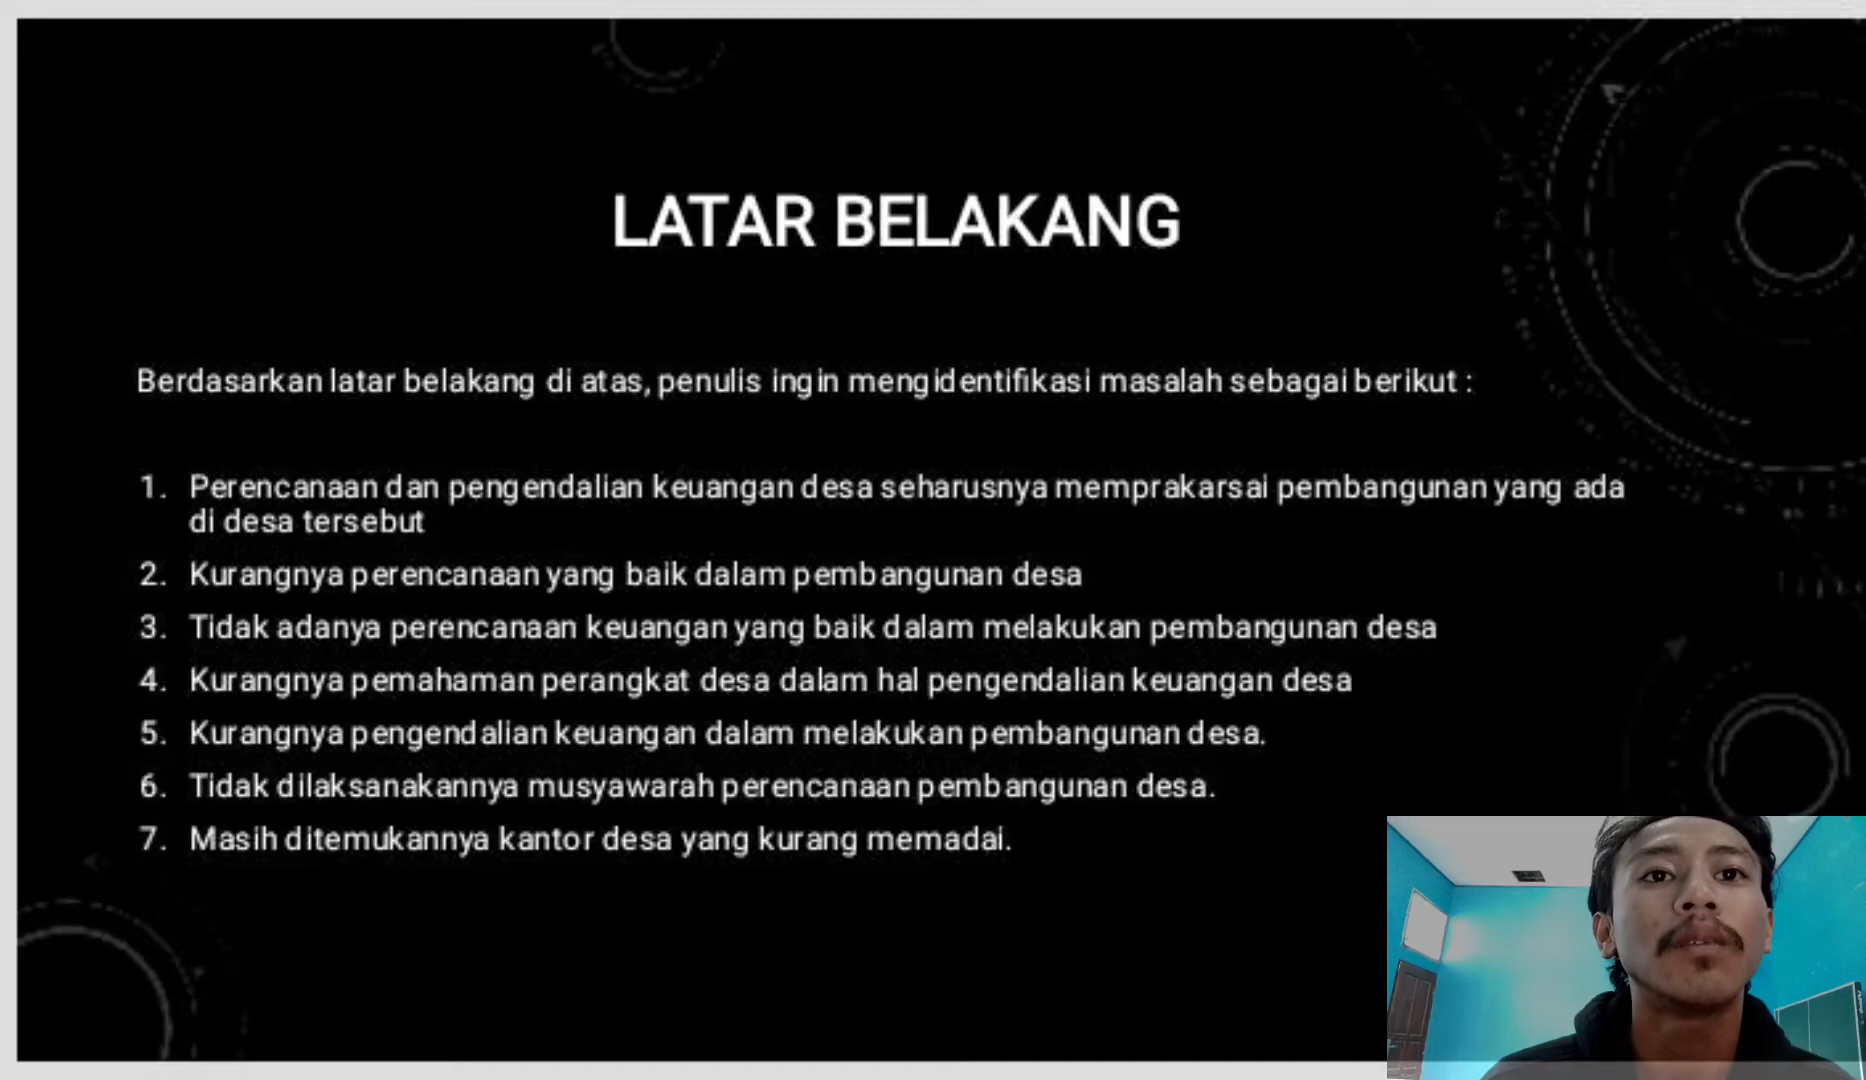 LATAR BELAKANG
Berdasarkan latar belakang di atas, penulis ingin mengidentifikasi masalah sebagai berikut :
1. Perencanaan dan pengendalian keuangan desa seharusnya memprakarsai pembangunan yang ada
di desa tersebut
2. Kurangnya perencanaan yang baik dalam pembangunan desa
3. Tidak adanya perencanaan keuangan yang baik dalam melakukan pembangunan desa
4. Kurangnya pemahaman perangkat desa dalam hal pengendalian keuangan desa
5. Kurangnya pengendalian keuangan dalam melakukan pembangunan desa.
6. Tidak dilaksanakannya musyawarah perencanaan pembangunan desa.
7. Masih ditemukannya kantor desa yang kurang memadai.